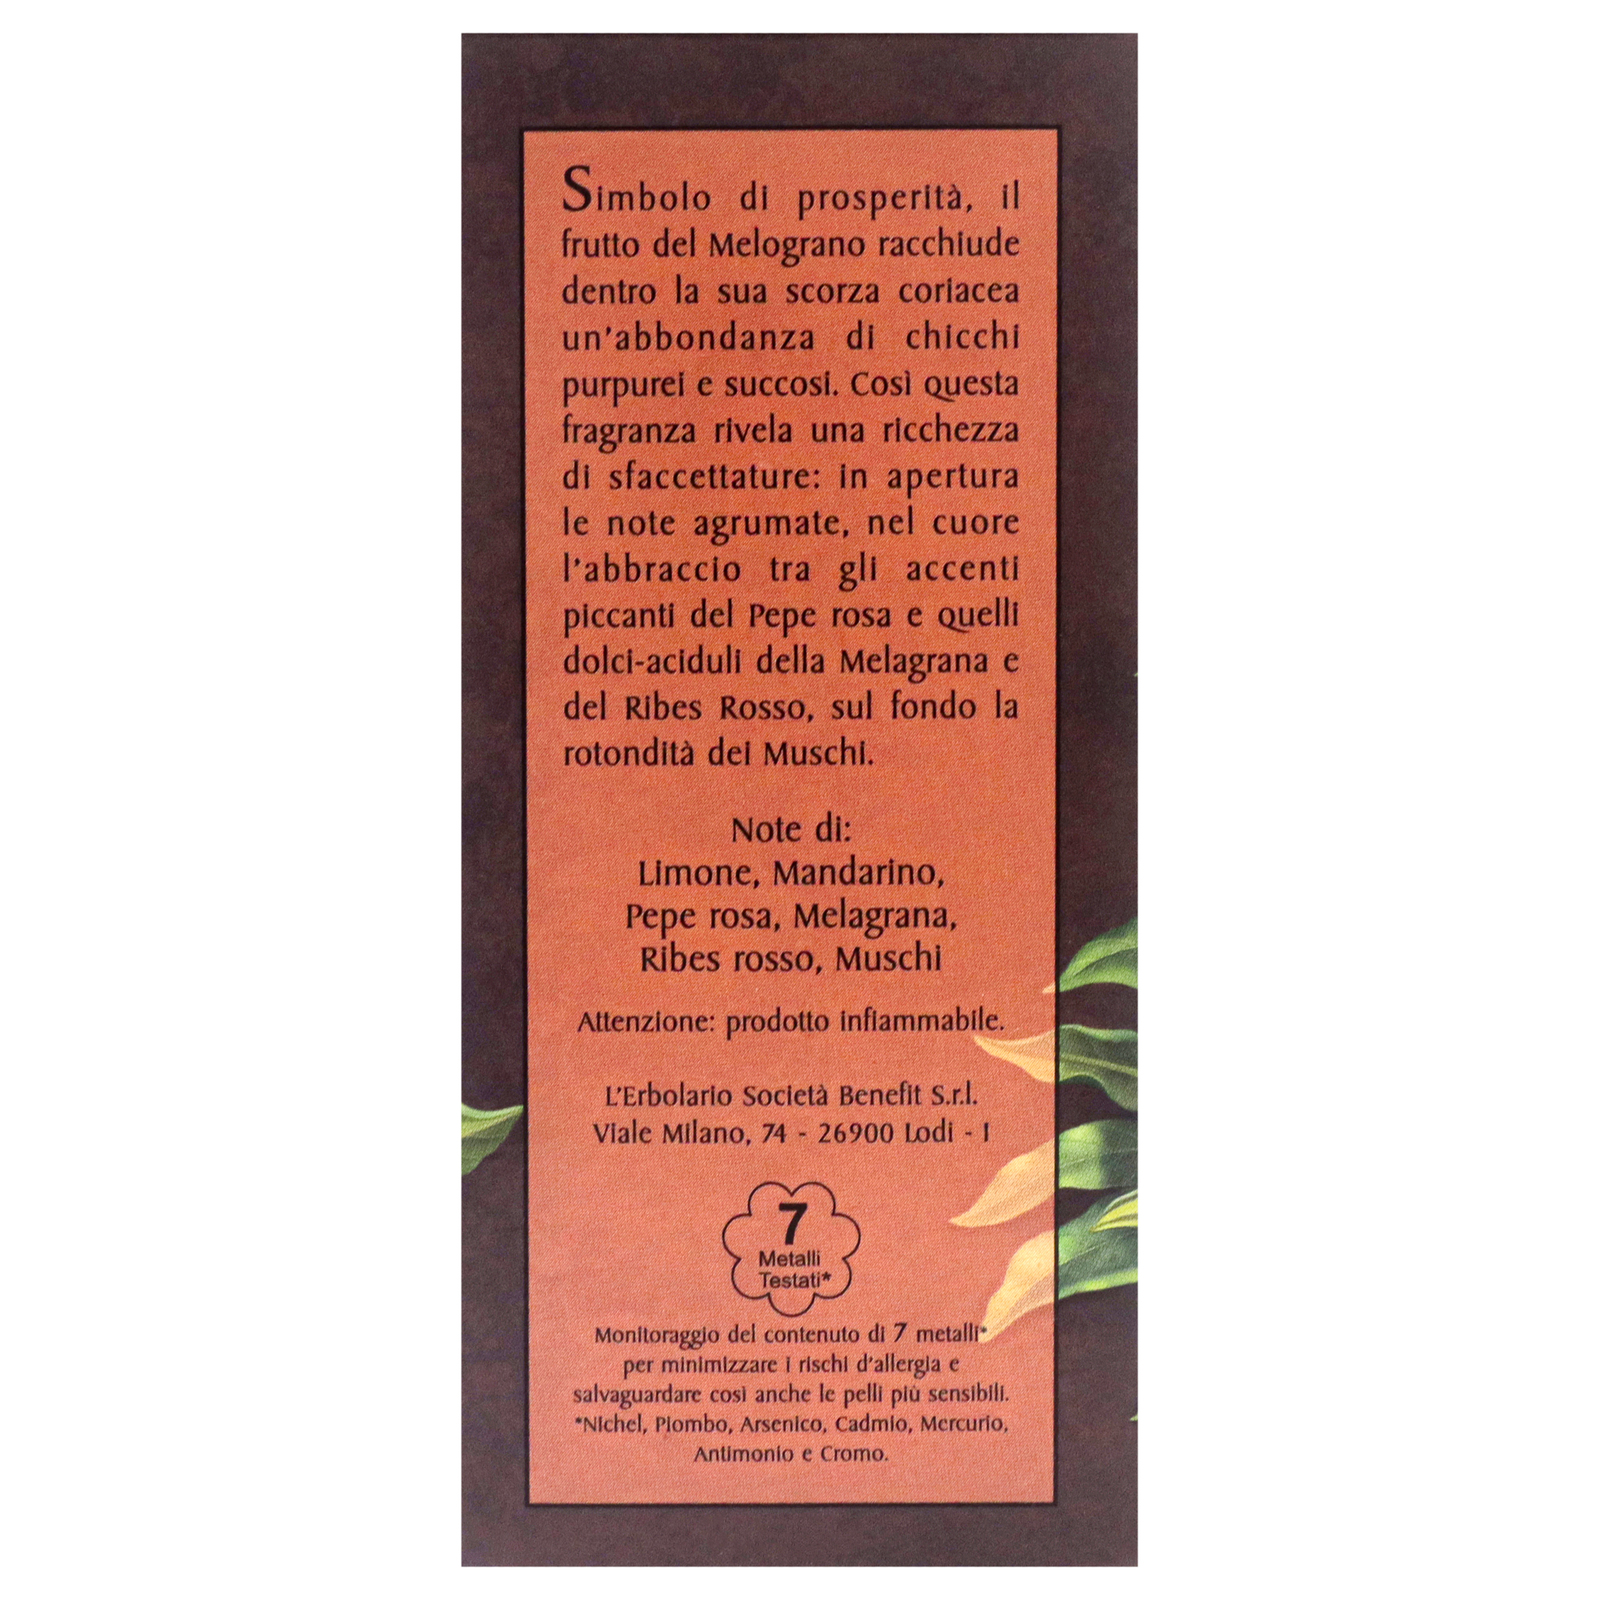 Simbolo di prosperità, il
frutto del Melograno racchiude
dentro la sua scorza coriacea
un'abbondanza di chicchi
purpurei e succosi. Così questa
fragranza rivela una ricchezza
di sfaccettature: in apertura
le note agrumate, nel cuore
l'abbraccio tra gli accenti
piccanti del Pepe rosa e quelli
dolci-aciduli della Melagrana e
del Ribes Rosso, sul fondo la
rotondità dei Muschi.
Note di:
Limone, Mandarino,
Pepe rosa, Melagrana,
Ribes rosso, Muschi
Attenzione: prodotto infiammabile.
L'Erbolario Società Benefit S.r.l.
Viale Milano, 74 - 26900 Lodi - I
7
Metalli
Testati*
Monitoraggio del contenuto di 7 metalli*
per minimizzare i rischi d'allergia e
salvaguardare così anche le pelli più sensibili.
*Nichel, Piombo, Arsenico, Cadmio, Mercurio,
Antimonio e Cromo.